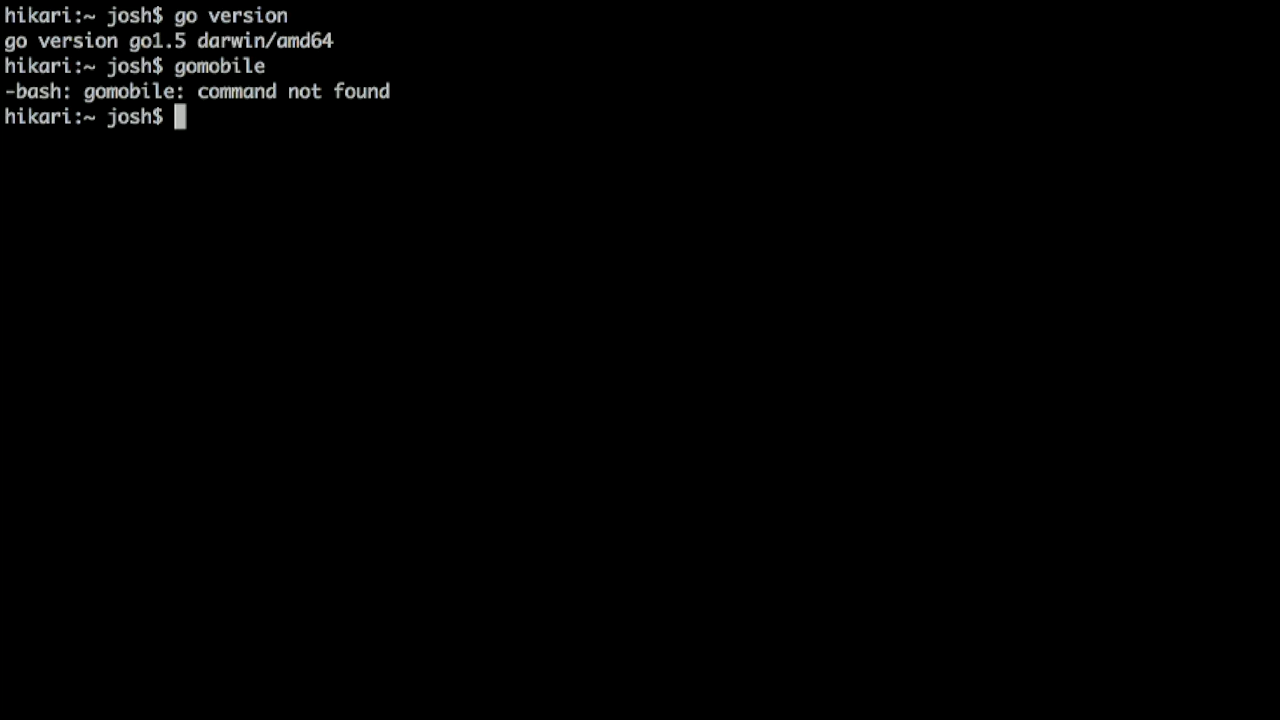 hikari:~ josh$ go version
go version go1.5 darwin/amd64
hikari:~ josh$ gomobile
-bash: gomobile: command not found
hikari:~ josh$